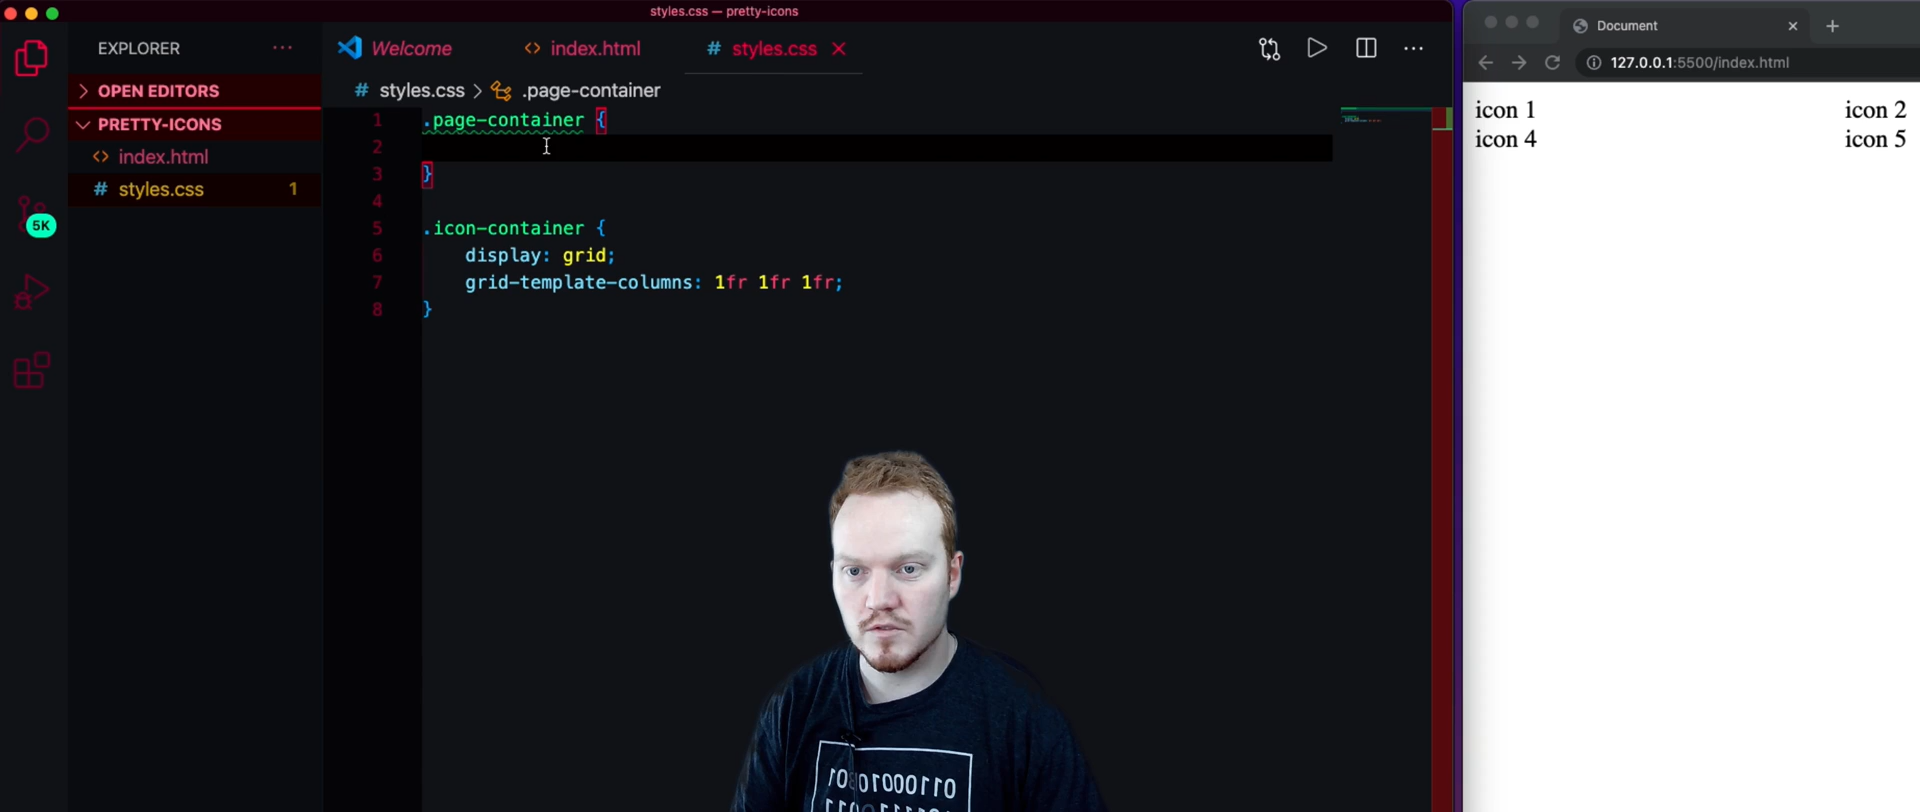 styles.css — pretty-icons
EXPLORER ···
Welcome
<> index.html
# styles.css
Document
+
127.0.0.1:5500/index.html
OPEN EDITORS
# styles.css > .page-container
PRETTY-ICONS
<> index.html
# styles.css 1
5K
1 .page-container {
2
3 }
4
5 .icon-container {
6 display: grid;
7 grid-template-columns: 1fr 1fr 1fr;
8 }
icon 1 icon 2
icon 4 icon 5